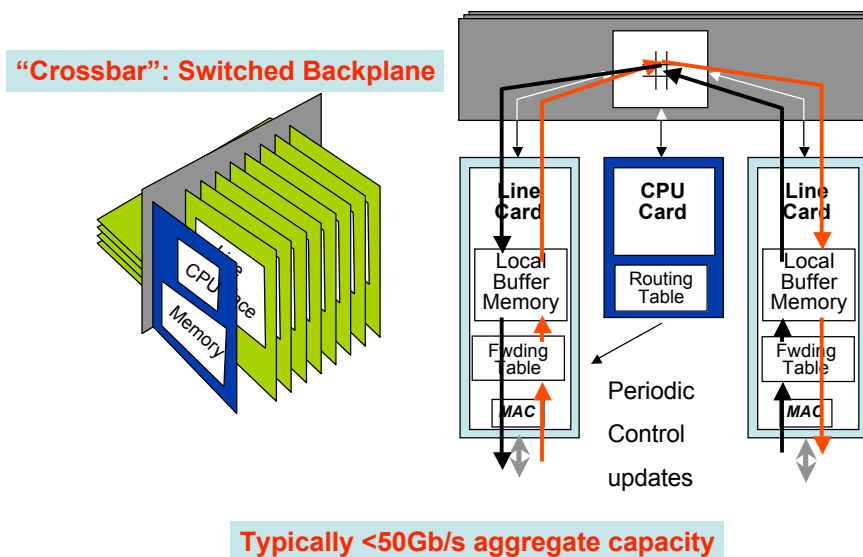 “Crossbar”: Switched Backplane
CPU
Memory
Line
Card
Local
Buffer
Memory
Fwding
Table
MAC
CPU
Card
Routing
Table
Line
Card
Local
Buffer
Memory
Fwding
Table
MAC
Periodic
Control
updates
Typically <50Gb/s aggregate capacity